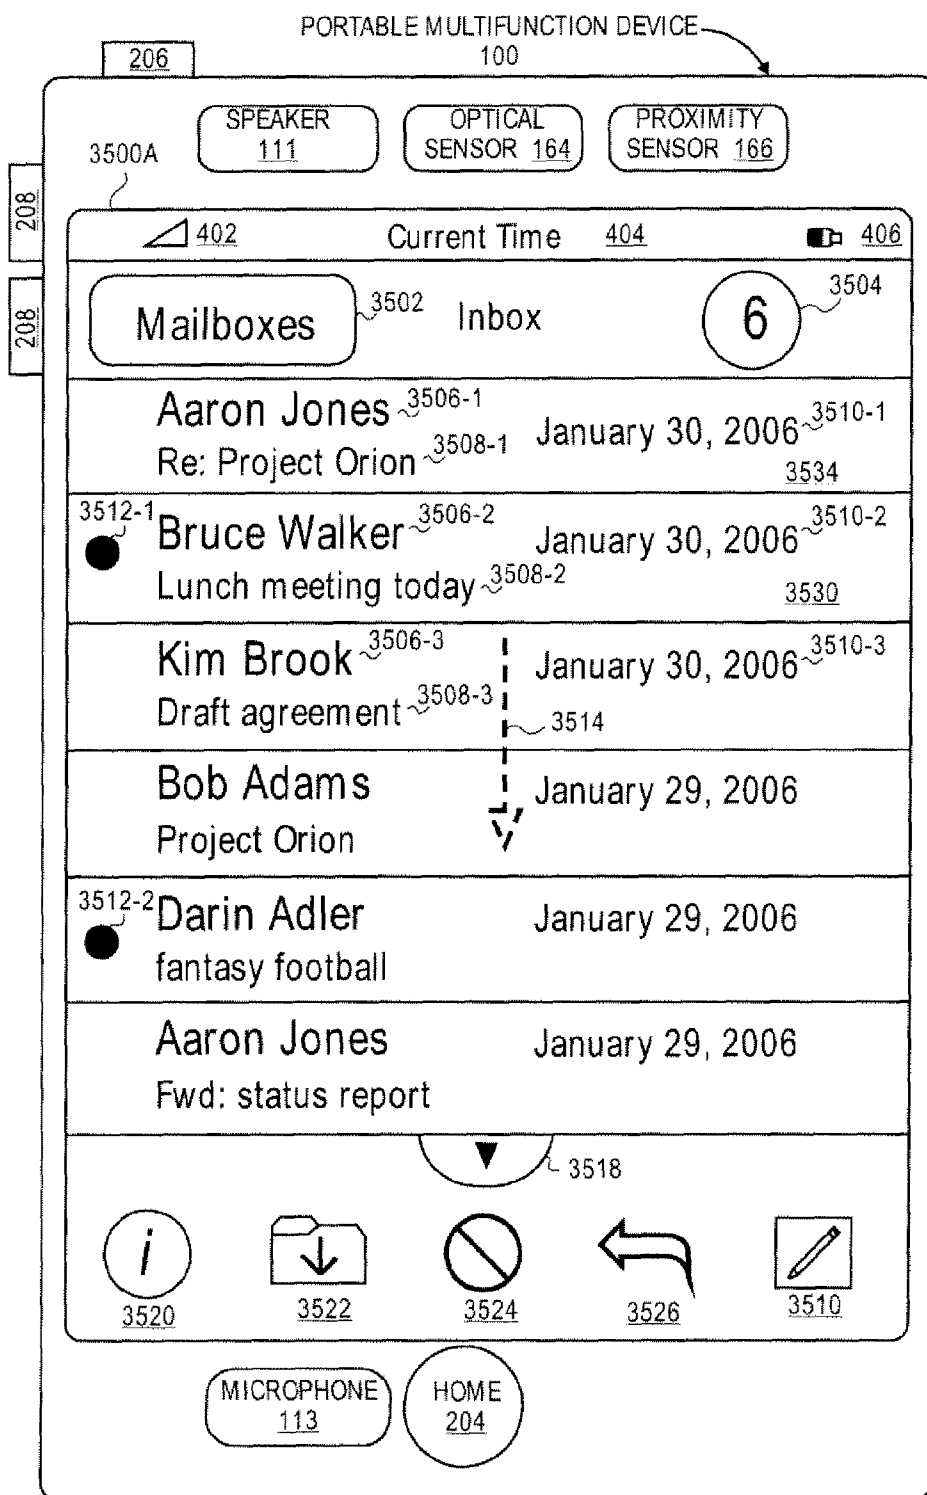 PORTABLE MULTIFUNCTION DEVICE
100
206
SPEAKER
111
OPTICAL
SENSOR 164
PROXIMITY
SENSOR 166
3500A
208
208
402
Current Time 404
406
Mailboxes
3502
Inbox
6
3504
Aaron Jones 3506-1
January 30, 2006 3510-1
Re: Project Orion 3508-1
3534
3512-1
Bruce Walker 3506-2
January 30, 2006 3510-2
Lunch meeting today 3508-2
3530
Kim Brook 3506-3
January 30, 2006 3510-3
Draft agreement 3508-3
3514
Bob Adams
January 29, 2006
Project Orion
3512-2
Darin Adler
January 29, 2006
fantasy football
Aaron Jones
January 29, 2006
Fwd: status report
3518
i
3520
3522
3524
3526
3510
MICROPHONE
113
HOME
204